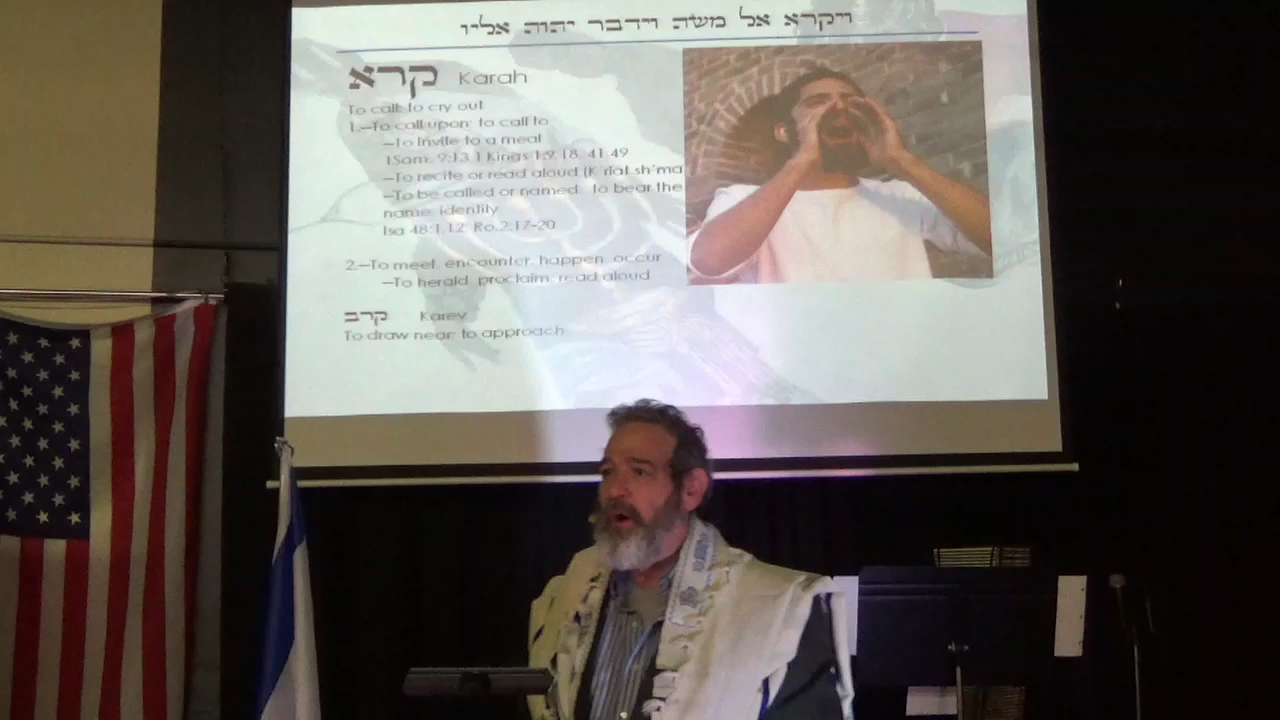 ויקרא אל משה וידבר יהוה אליו
קרא Karah
To call: to cry out
1.—To call upon: to call to
—To invite to a meal
1Sam. 9:13, 1 Kings 1:9, 18, 41, 49
—To recite or read aloud (K'riat sh'ma
—To be called or named: to bear the
name: identity
Isa 48:1,12, Ro.2:17-20
2.—To meet, encounter, happen, occur
—To herald, proclaim, read aloud
קרב Karev
To draw near: to approach